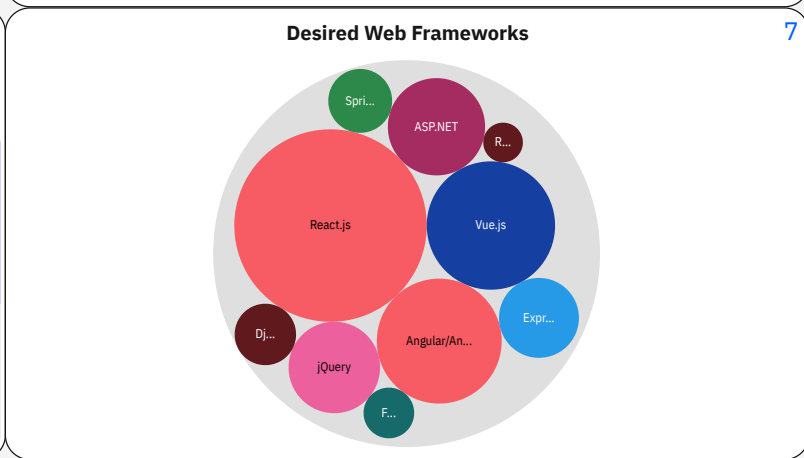 Desired Web Frameworks
7
Spri...
ASP.NET
R...
React.js
Vue.js
Expr...
Dj...
Angular/An...
jQuery
F...